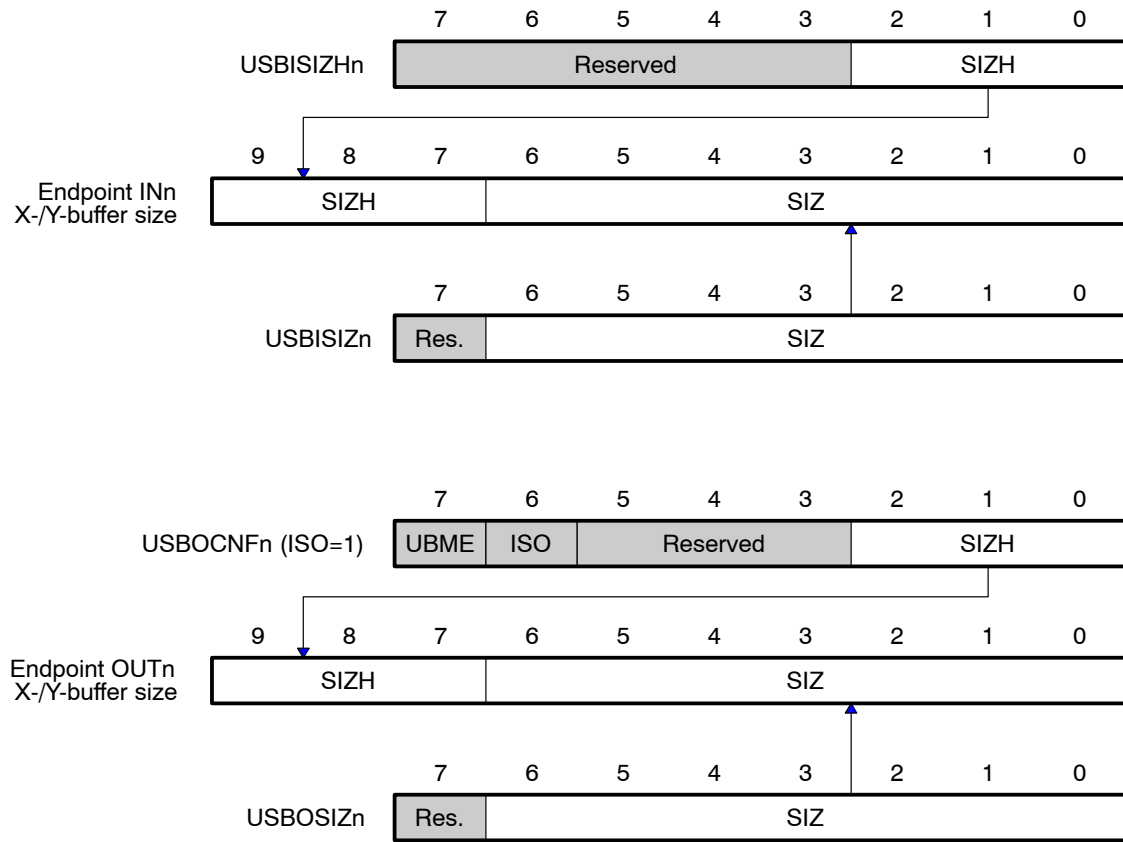 7 6 5 4 3 2 1 0
USBISIZHn Reserved SIZH
9 8 7 6 5 4 3 2 1 0
Endpoint INn
X-/Y-buffer size
SIZH SIZ
7 6 5 4 3 2 1 0
USBISIZn Res. SIZ
7 6 5 4 3 2 1 0
USBOCNFn (ISO=1) UBME ISO Reserved SIZH
9 8 7 6 5 4 3 2 1 0
Endpoint OUTn
X-/Y-buffer size
SIZH SIZ
7 6 5 4 3 2 1 0
USBOSIZn Res. SIZ